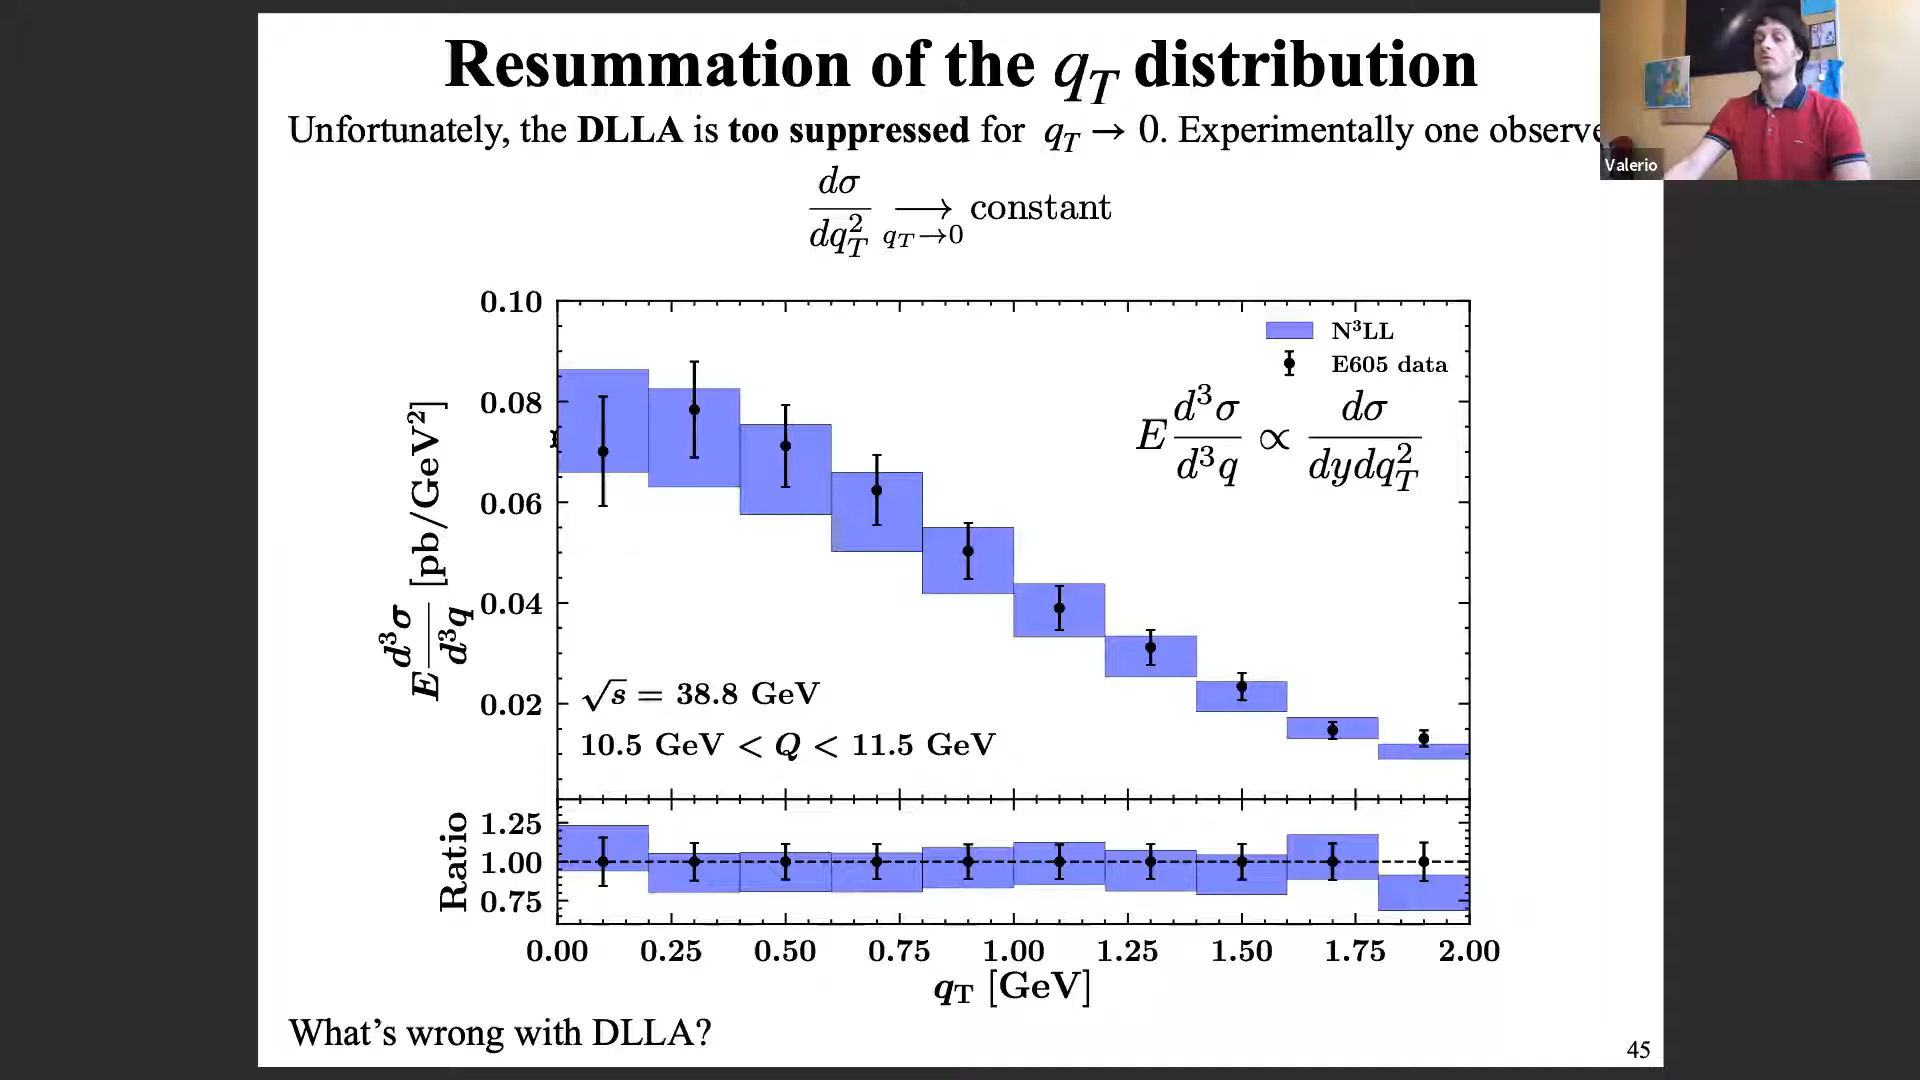 Resummation of the q_T distribution
Unfortunately, the DLLA is too suppressed for q_T → 0. Experimentally one observe
Valerio
dσ/dq_T^2 ⟶_{q_T→0} constant
0.10
0.08
0.06
0.04
0.02
E d³σ/d³q [pb/GeV²]
N³LL
E605 data
E d³σ/d³q ∝ dσ/dydq_T^2
√s = 38.8 GeV
10.5 GeV < Q < 11.5 GeV
Ratio
1.25
1.00
0.75
0.00 0.25 0.50 0.75 1.00 1.25 1.50 1.75 2.00
q_T [GeV]
What's wrong with DLLA?
45